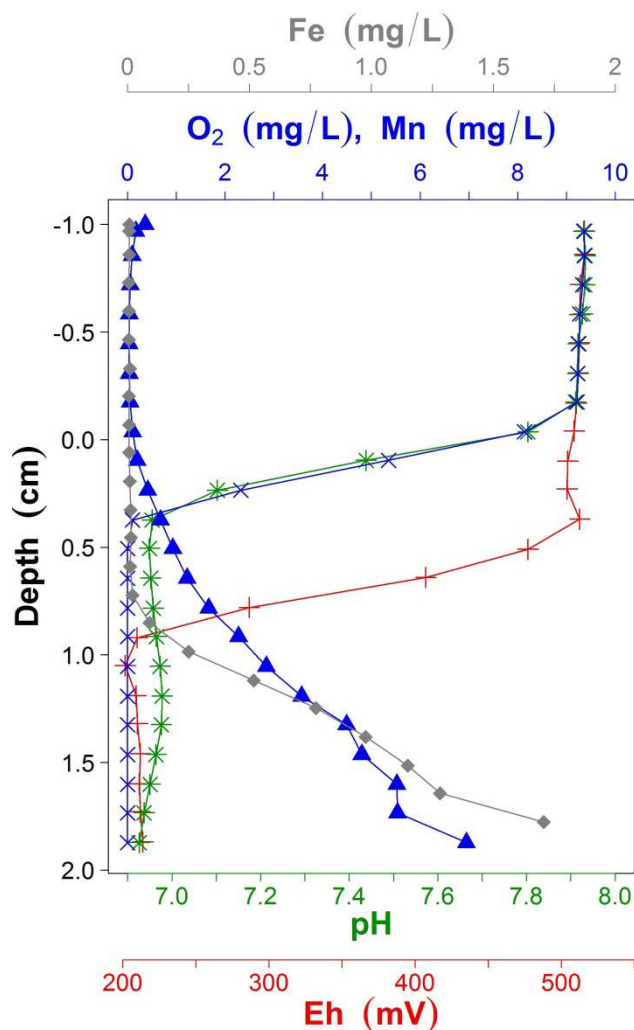 Fe (mg/L)
0 0.5 1 1.5 2
O₂ (mg/L), Mn (mg/L)
0 2 4 6 8 10
Depth (cm)
-1.0
-0.5
0.0
0.5
1.0
1.5
2.0
7.0 7.2 7.4 7.6 7.8 8.0
pH
200 300 400 500
Eh (mV)